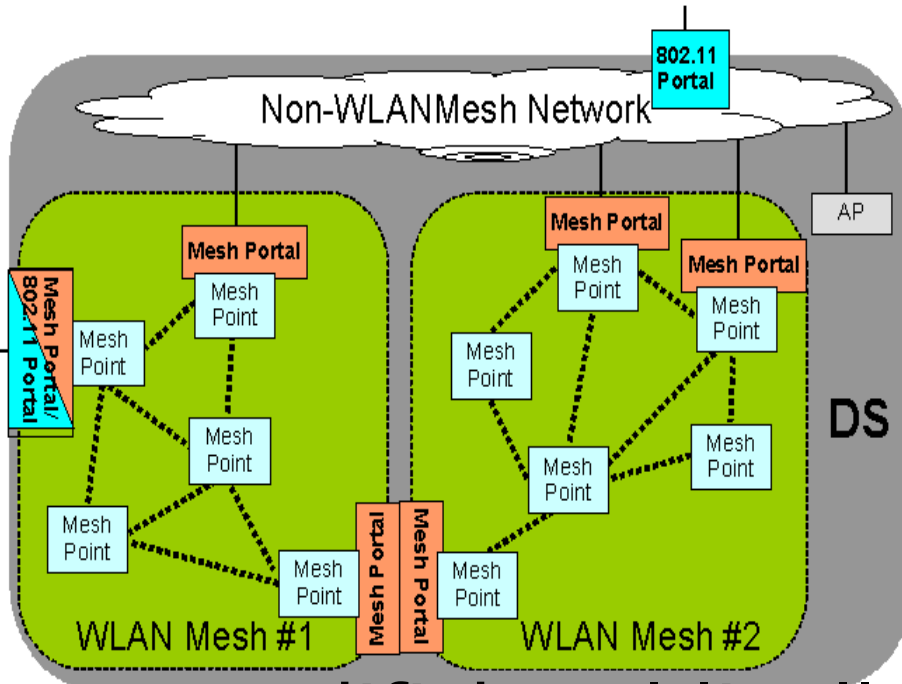 802.11
Portal
Non-WLANMesh Network
AP
Mesh Portal
Mesh
Point
Mesh Portal/
802.11 Portal
Mesh
Point
Mesh
Point
Mesh
Point
Mesh
Point
Mesh Portal
WLAN Mesh #1
Mesh Portal
Mesh
Point
Mesh Portal
Mesh
Point
Mesh
Point
Mesh
Point
Mesh
Point
Mesh Portal
Mesh
Point
WLAN Mesh #2
DS